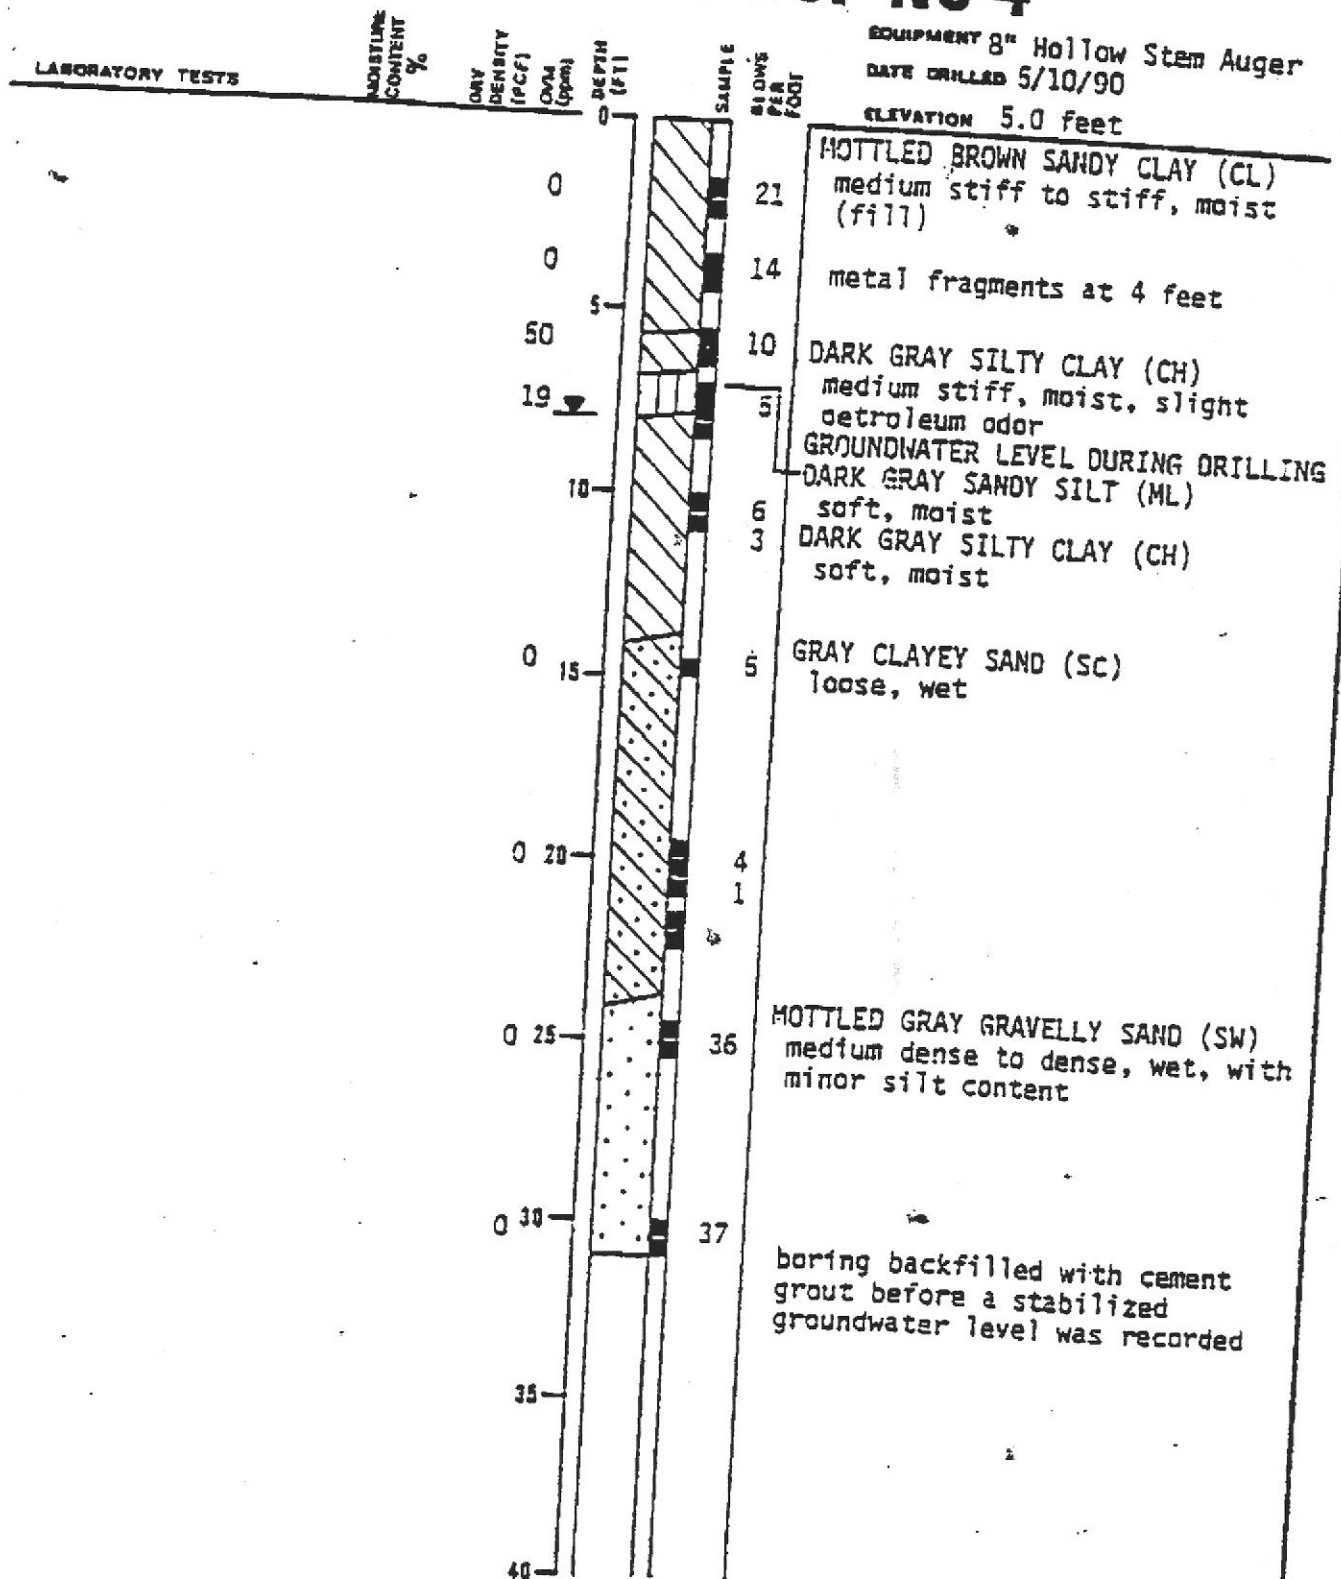 NO 4
EQUIPMENT 8" Hollow Stem Auger
DATE DRILLED 5/10/90
ELEVATION 5.0 feet
LABORATORY TESTS
MOISTURE CONTENT %
DRY DENSITY (PCF)
OVM (ppm)
DEPTH (FT)
SAMPLE
BLOWS PER FOOT
0
MOTTLED BROWN SANDY CLAY (CL)
0 21 medium stiff to stiff, moist
(fill)
0 14 metal fragments at 4 feet
5
50 10 DARK GRAY SILTY CLAY (CH)
19 medium stiff, moist, slight
petroleum odor
GROUNDWATER LEVEL DURING DRILLING
10 DARK GRAY SANDY SILT (ML)
6 soft, moist
3 DARK GRAY SILTY CLAY (CH)
soft, moist
0 15 5 GRAY CLAYEY SAND (SC)
loose, wet
0 20 4
1
0 25 36 MOTTLED GRAY GRAVELLY SAND (SW)
medium dense to dense, wet, with
minor silt content
0 30 37
boring backfilled with cement
grout before a stabilized
groundwater level was recorded
35
40